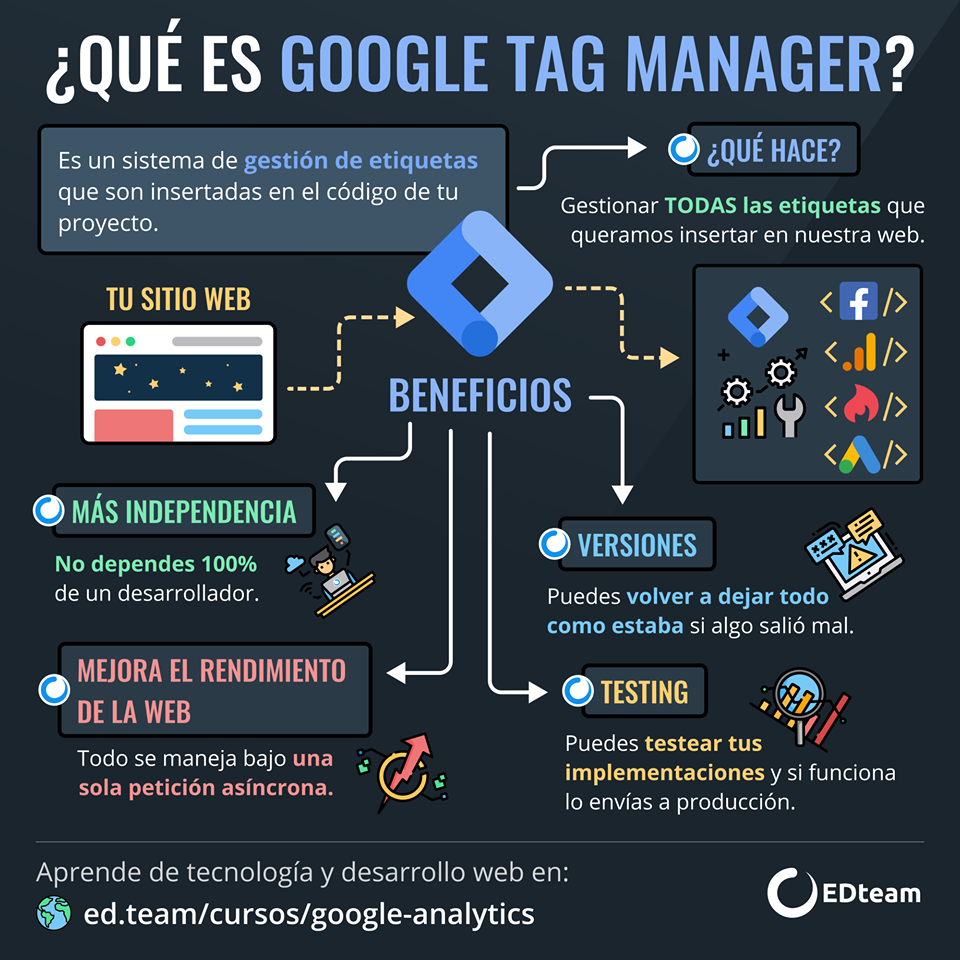 ¿QUÉ ES GOOGLE TAG MANAGER?
Es un sistema de gestión de etiquetas
que son insertadas en el código de tu
proyecto.
¿QUÉ HACE?
Gestionar TODAS las etiquetas que
queramos insertar en nuestra web.
TU SITIO WEB
BENEFICIOS
MÁS INDEPENDENCIA
No dependes 100%
de un desarrollador.
VERSIONES
Puedes volver a dejar todo
como estaba si algo salió mal.
MEJORA EL RENDIMIENTO
DE LA WEB
Todo se maneja bajo una
sola petición asíncrona.
TESTING
Puedes testear tus
implementaciones y si funciona
lo envías a producción.
Aprende de tecnología y desarrollo web en:
ed.team/cursos/google-analytics
EDteam